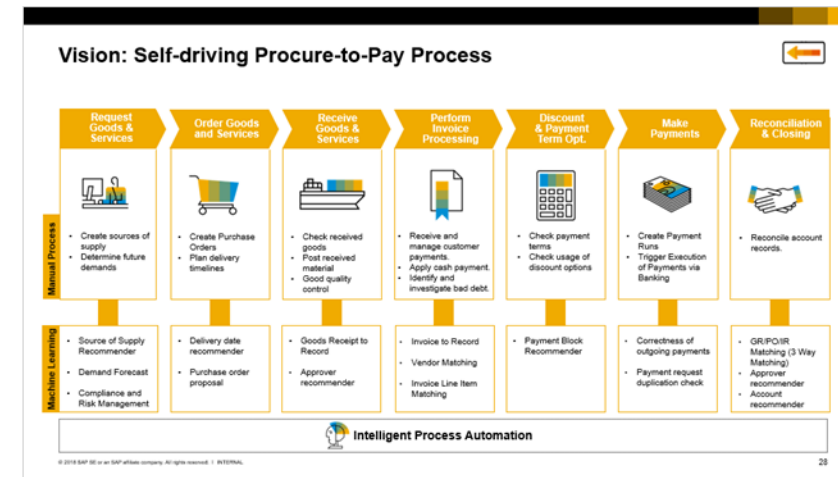 Vision: Self-driving Procure-to-Pay Process
Request
Goods &
Services
Order Goods
and Services
Receive
Goods &
Services
Perform
Invoice
Processing
Discount
& Payment
Term Opt.
Make
Payments
Reconciliation
& Closing
Manual Process
• Create sources of
supply
• Determine future
demands
• Create Purchase
Orders
• Plan delivery
timelines
• Check received
goods
• Post received
material
• Good quality
control
• Receive and
manage customer
payments.
• Apply cash payment.
• Identify and
investigate bad debt.
• Check payment
terms
• Check usage of
discount options
• Create Payment
Runs
• Trigger Execution
of Payments via
Banking
• Reconcile account
records.
Machine Learning
• Source of Supply
Recommender
• Demand Forecast
• Compliance and
Risk Management
• Delivery date
recommender
• Purchase order
proposal
• Goods Receipt to
Record
• Approver
recommender
• Invoice to Record
• Vendor Matching
• Invoice Line Item
Matching
• Payment Block
Recommender
• Correctness of
outgoing payments
• Payment request
duplication check
• GR/PO/IR
Matching (3 Way
Matching)
• Approver
recommender
• Account
recommender
Intelligent Process Automation
© 2018 SAP SE or an SAP affiliate company. All rights reserved. | INTERNAL
28